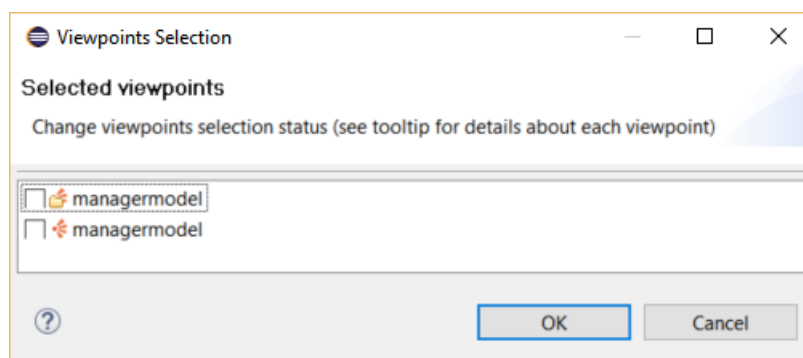 Viewpoints Selection
Selected viewpoints
Change viewpoints selection status (see tooltip for details about each viewpoint)
managermodel
managermodel
?
OK
Cancel